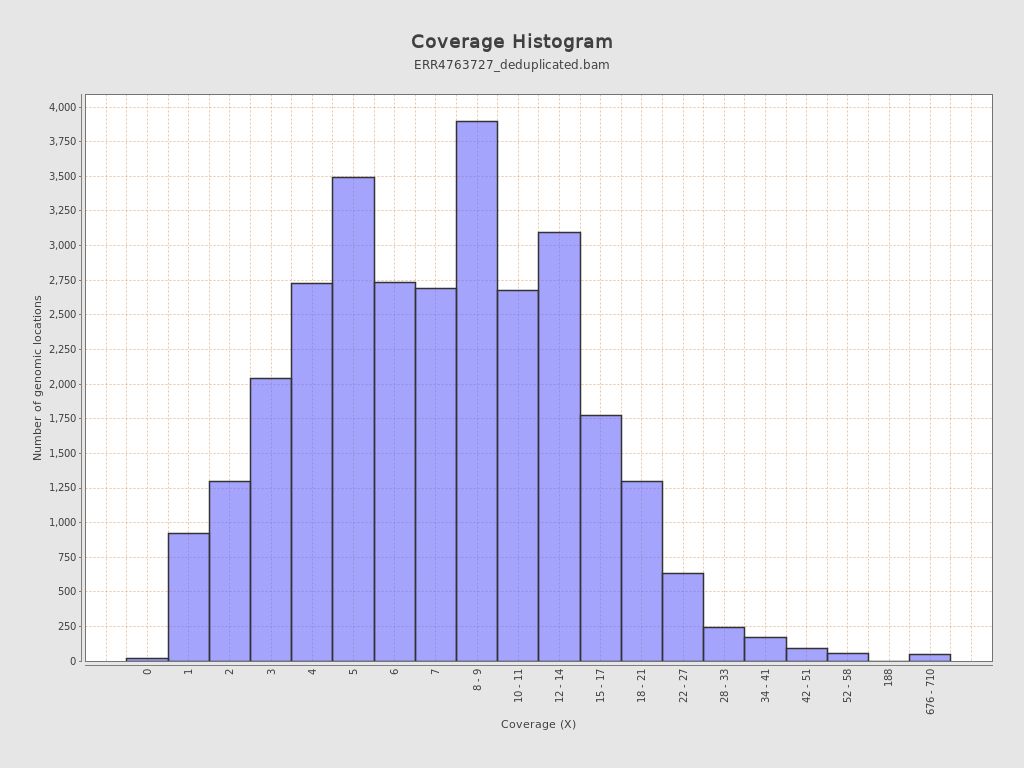 Coverage Histogram
ERR4763727_deduplicated.bam
Number of genomic locations
4,000
3,750
3,500
3,250
3,000
2,750
2,500
2,250
2,000
1,750
1,500
1,250
1,000
750
500
250
0
0
1
2
3
4
5
6
7
8 - 9
10 - 11
12 - 14
15 - 17
18 - 21
22 - 27
28 - 33
34 - 41
42 - 51
52 - 58
188
676 - 710
Coverage (X)